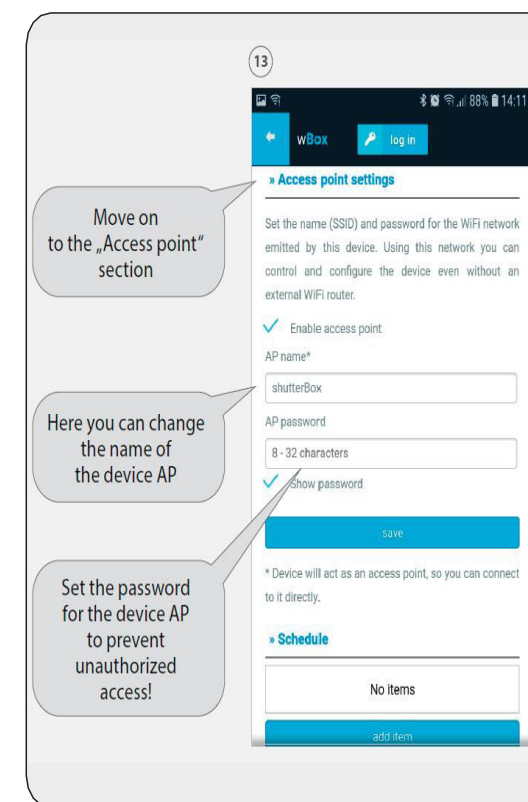 13
88% 14:11
wBox
log in
» Access point settings
Move on
to the „Access point“
section
Set the name (SSID) and password for the WiFi network
emitted by this device. Using this network you can
control and configure the device even without an
external WiFi router.
Enable access point
AP name*
shutterBox
Here you can change
the name of
the device AP
AP password
8 - 32 characters
Show password
save
Set the password
for the device AP
to prevent
unauthorized
access!
* Device will act as an access point, so you can connect
to it directly.
» Schedule
No items
add item